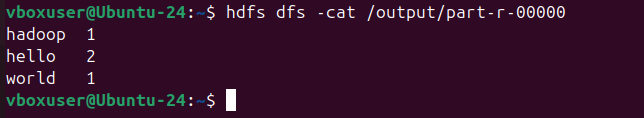 vboxuser@Ubuntu-24:~$ hdfs dfs -cat /output/part-r-00000
hadoop  1
hello   2
world   1
vboxuser@Ubuntu-24:~$